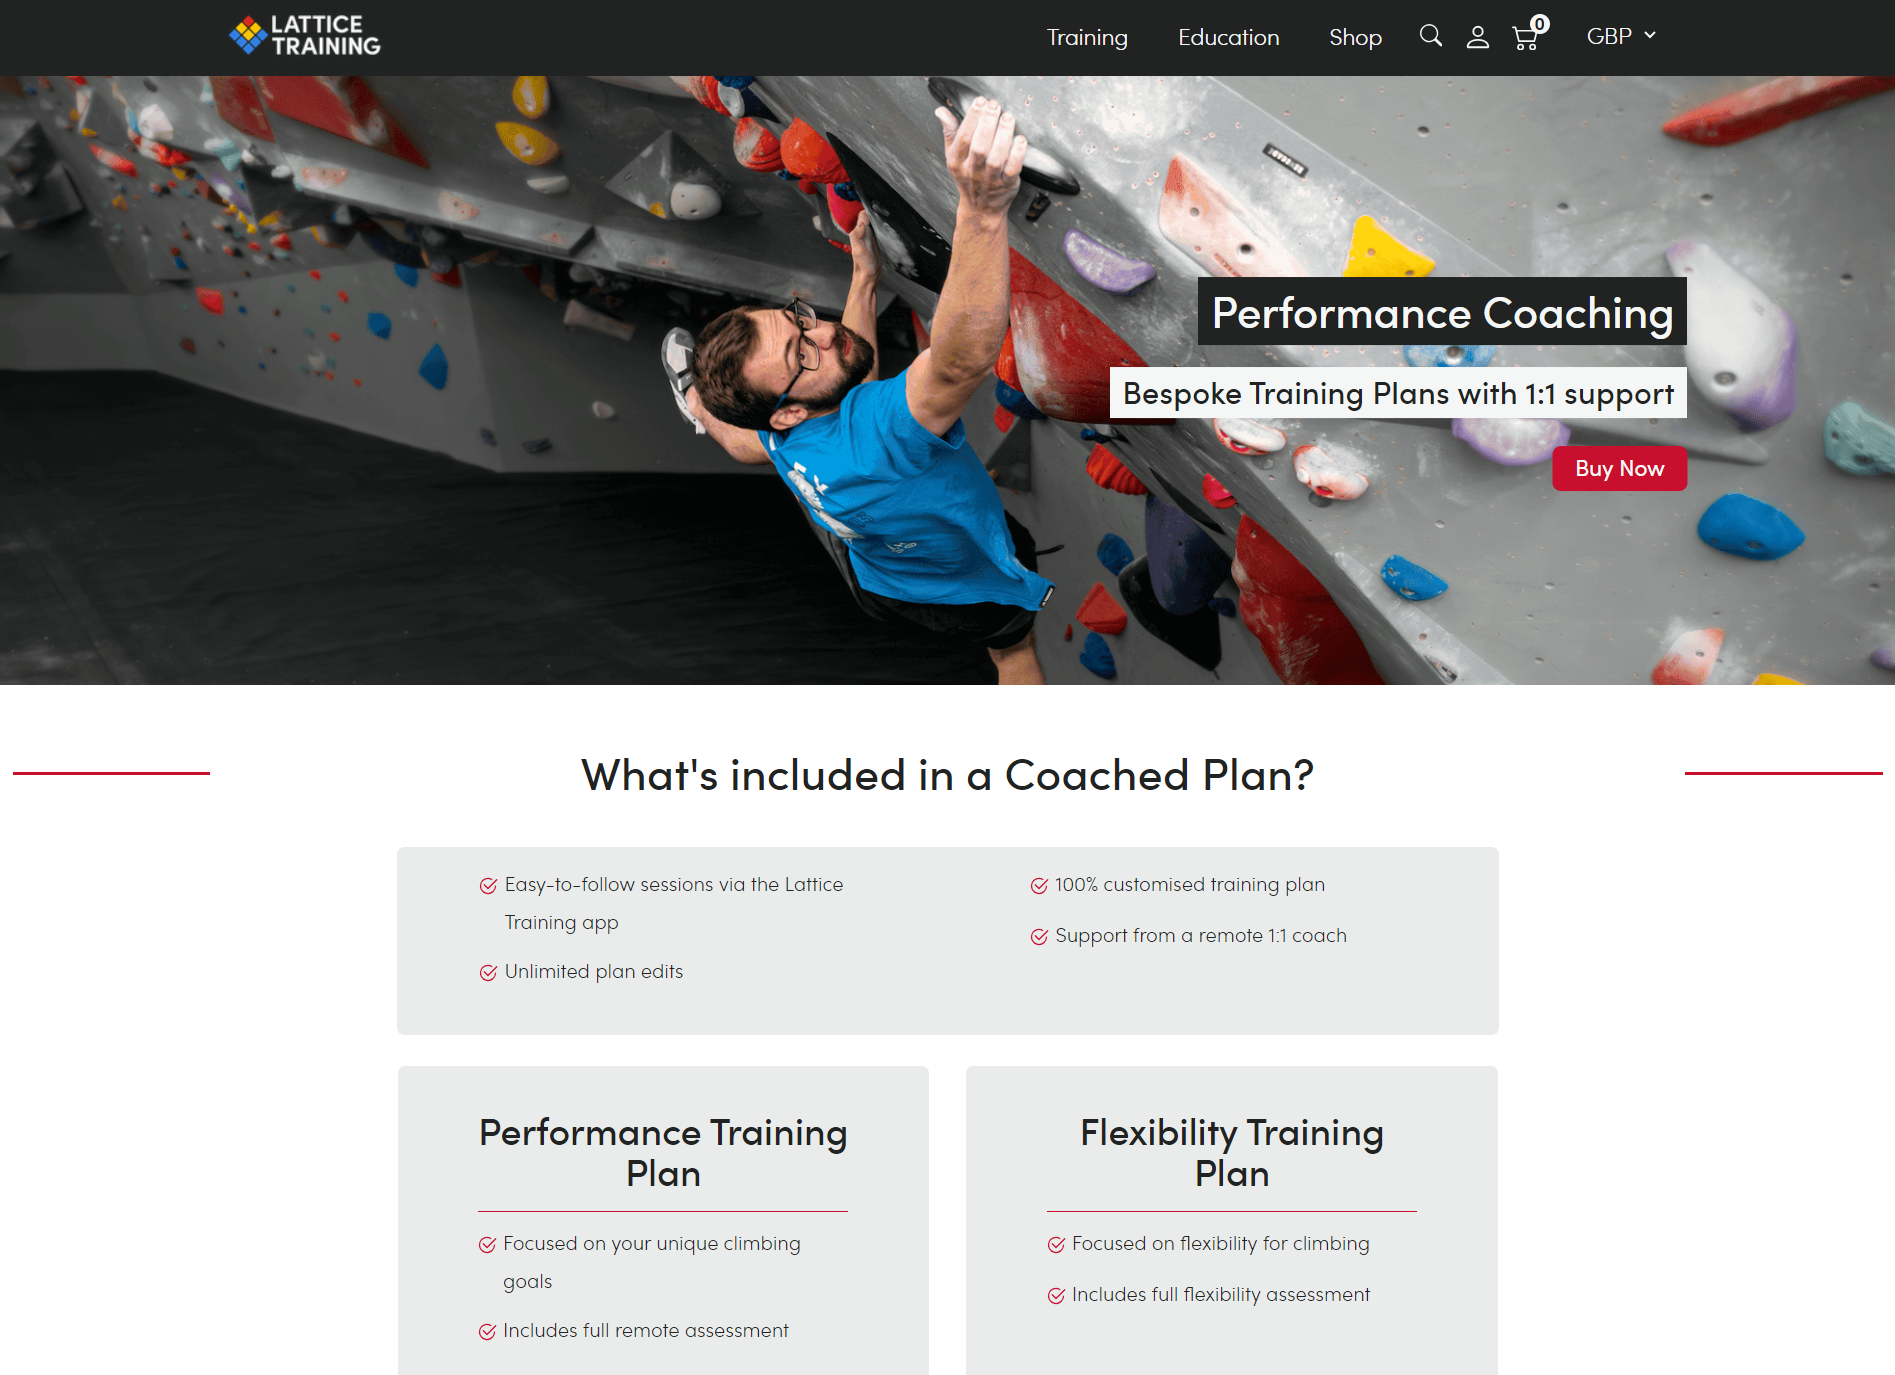 LATTICE
TRAINING
Training
Education
Shop
0
GBP
Performance Coaching
Bespoke Training Plans with 1:1 support
Buy Now
What's included in a Coached Plan?
Easy-to-follow sessions via the Lattice
Training app
Unlimited plan edits
100% customised training plan
Support from a remote 1:1 coach
Performance Training
Plan
Focused on your unique climbing
goals
Includes full remote assessment
Flexibility Training
Plan
Focused on flexibility for climbing
Includes full flexibility assessment